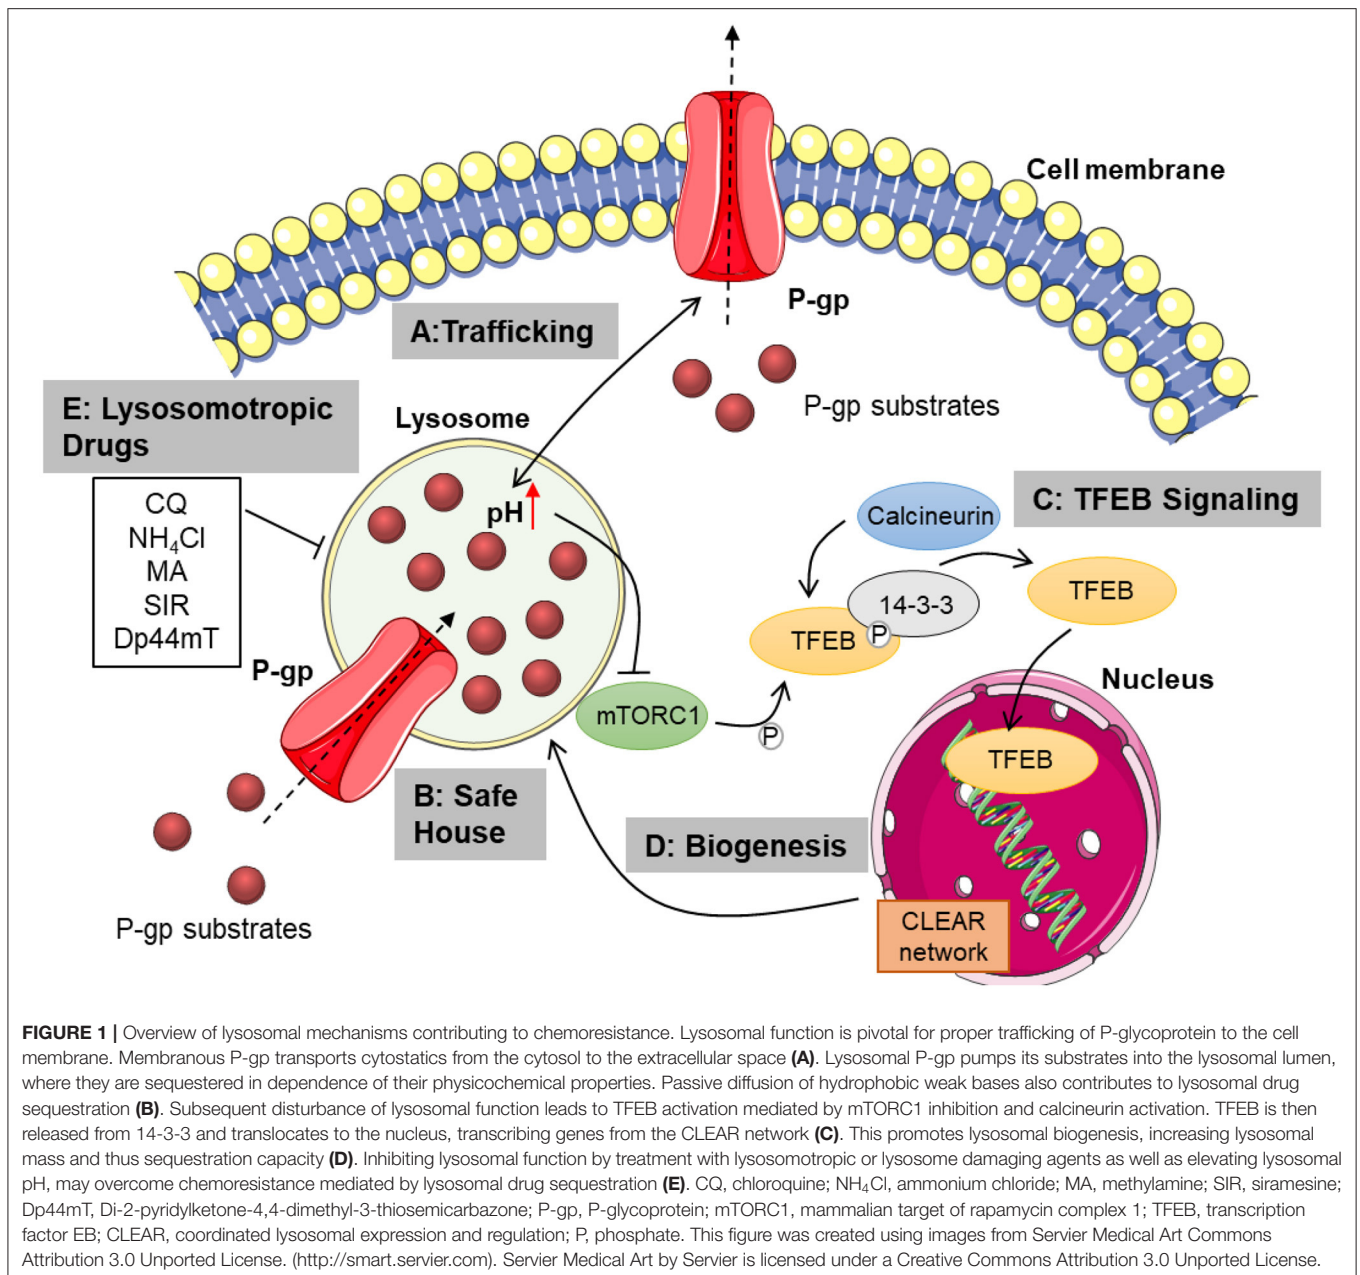 Cell membrane
P-gp
A:Trafficking
P-gp substrates
E: Lysosomotropic
Drugs
Lysosome
CQ
NH₄Cl
MA
SIR
Dp44mT
pH
C: TFEB Signaling
Calcineurin
14-3-3
TFEB
P
TFEB
P-gp
mTORC1
P
Nucleus
TFEB
B: Safe
House
D: Biogenesis
P-gp substrates
CLEAR
network
FIGURE 1 | Overview of lysosomal mechanisms contributing to chemoresistance. Lysosomal function is pivotal for proper trafficking of P-glycoprotein to the cell
membrane. Membranous P-gp transports cytostatics from the cytosol to the extracellular space (A). Lysosomal P-gp pumps its substrates into the lysosomal lumen,
where they are sequestered in dependence of their physicochemical properties. Passive diffusion of hydrophobic weak bases also contributes to lysosomal drug
sequestration (B). Subsequent disturbance of lysosomal function leads to TFEB activation mediated by mTORC1 inhibition and calcineurin activation. TFEB is then
released from 14-3-3 and translocates to the nucleus, transcribing genes from the CLEAR network (C). This promotes lysosomal biogenesis, increasing lysosomal
mass and thus sequestration capacity (D). Inhibiting lysosomal function by treatment with lysosomotropic or lysosome damaging agents as well as elevating lysosomal
pH, may overcome chemoresistance mediated by lysosomal drug sequestration (E). CQ, chloroquine; NH₄Cl, ammonium chloride; MA, methylamine; SIR, siramesine;
Dp44mT, Di-2-pyridylketone-4,4-dimethyl-3-thiosemicarbazone; P-gp, P-glycoprotein; mTORC1, mammalian target of rapamycin complex 1; TFEB, transcription
factor EB; CLEAR, coordinated lysosomal expression and regulation; P, phosphate. This figure was created using images from Servier Medical Art Commons
Attribution 3.0 Unported License. (http://smart.servier.com). Servier Medical Art by Servier is licensed under a Creative Commons Attribution 3.0 Unported License.